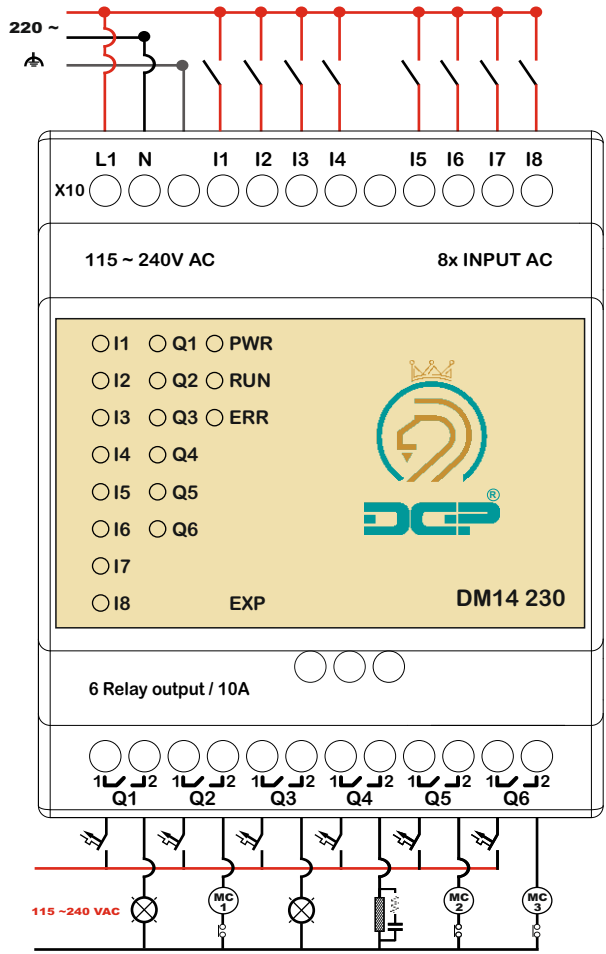 220 ~
L1 N I1 I2 I3 I4 I5 I6 I7 I8
X10
115 ~ 240V AC 8x INPUT AC
I1 Q1 PWR
I2 Q2 RUN
I3 Q3 ERR
I4 Q4
I5 Q5
I6 Q6
I7
I8 EXP
DCP ®
DM14 230
6 Relay output / 10A
1 2 1 2 1 2 1 2 1 2 1 2
Q1 Q2 Q3 Q4 Q5 Q6
115 ~240 VAC
MC 1
MC 2
MC 3